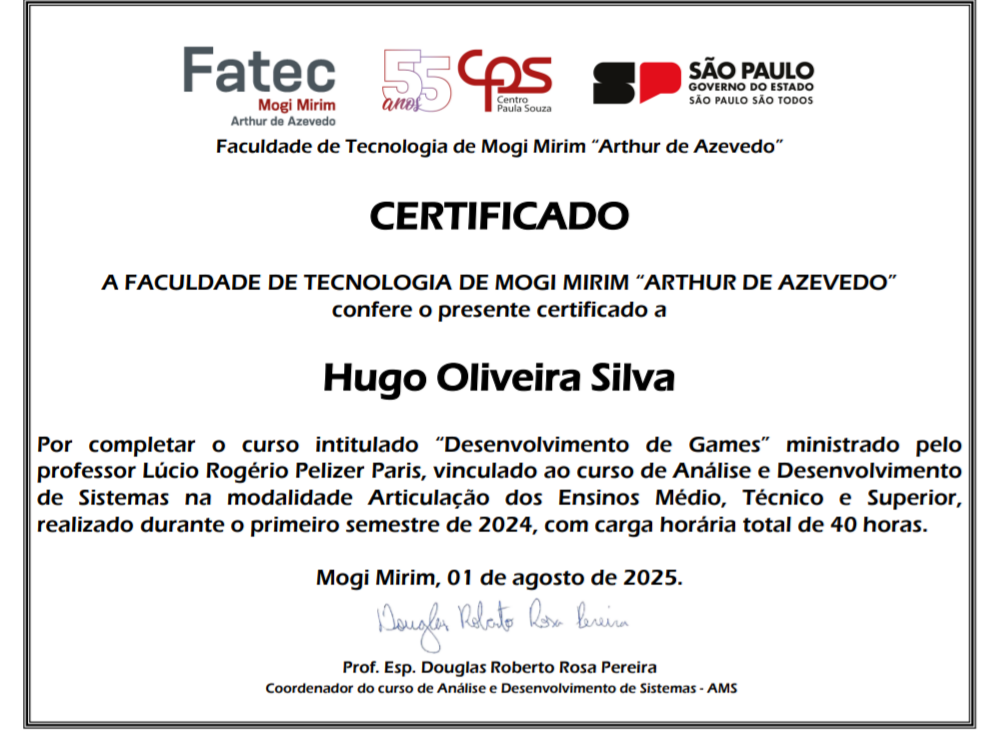 Fatec
Mogi Mirim
Arthur de Azevedo
55
anos
CPS
Centro
Paula Souza
SP
SÃO PAULO
GOVERNO DO ESTADO
SÃO PAULO SÃO TODOS
Faculdade de Tecnologia de Mogi Mirim “Arthur de Azevedo”
CERTIFICADO
A FACULDADE DE TECNOLOGIA DE MOGI MIRIM “ARTHUR DE AZEVEDO”
confere o presente certificado a
Hugo Oliveira Silva
Por completar o curso intitulado “Desenvolvimento de Games” ministrado pelo
professor Lúcio Rogério Pelizer Paris, vinculado ao curso de Análise e Desenvolvimento
de Sistemas na modalidade Articulação dos Ensinos Médio, Técnico e Superior,
realizado durante o primeiro semestre de 2024, com carga horária total de 40 horas.
Mogi Mirim, 01 de agosto de 2025.
Douglas Roberto Rosa Pereira
Prof. Esp. Douglas Roberto Rosa Pereira
Coordenador do curso de Análise e Desenvolvimento de Sistemas - AMS